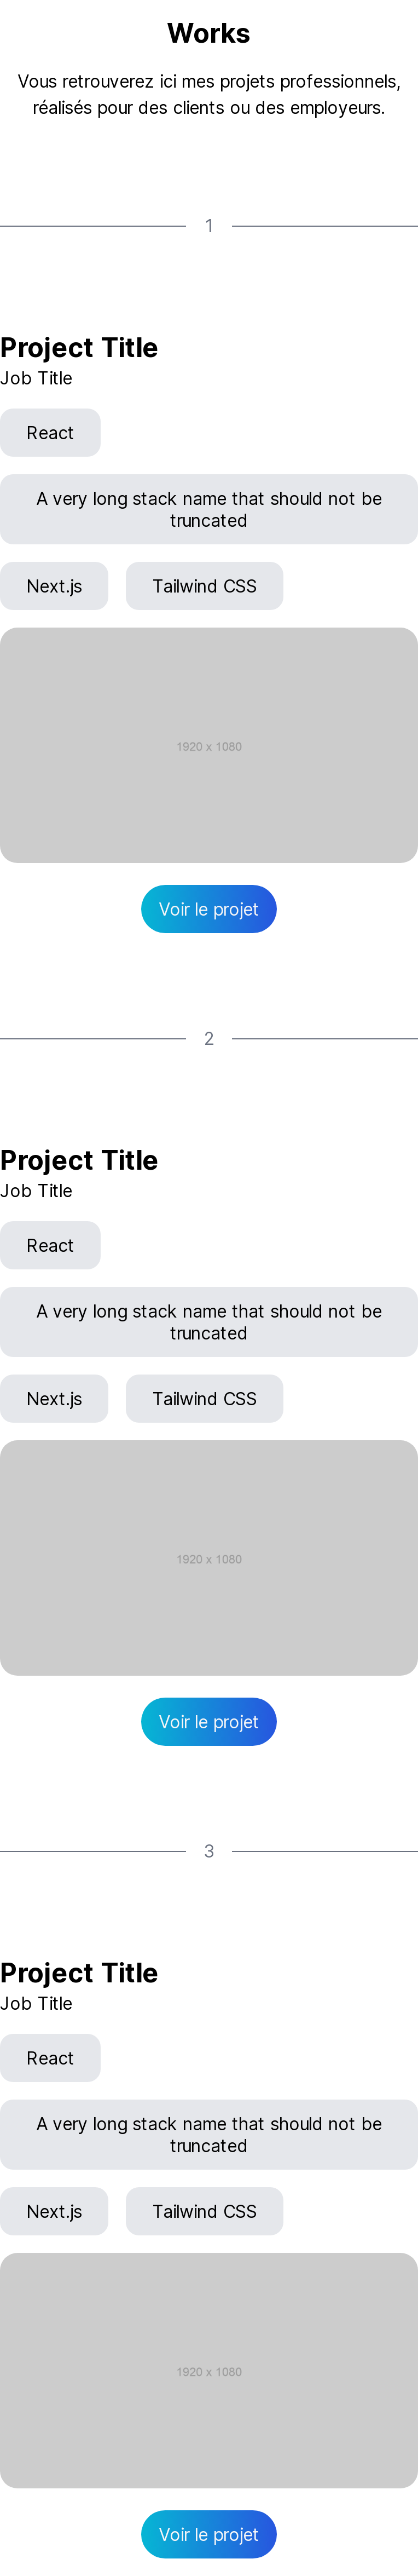 Works
Vous retrouverez ici mes projets professionnels,
réalisés pour des clients ou des employeurs.
1
Project Title
Job Title
React
A very long stack name that should not be
truncated
Next.js
Tailwind CSS
1920 x 1080
Voir le projet
2
Project Title
Job Title
React
A very long stack name that should not be
truncated
Next.js
Tailwind CSS
1920 x 1080
Voir le projet
3
Project Title
Job Title
React
A very long stack name that should not be
truncated
Next.js
Tailwind CSS
1920 x 1080
Voir le projet